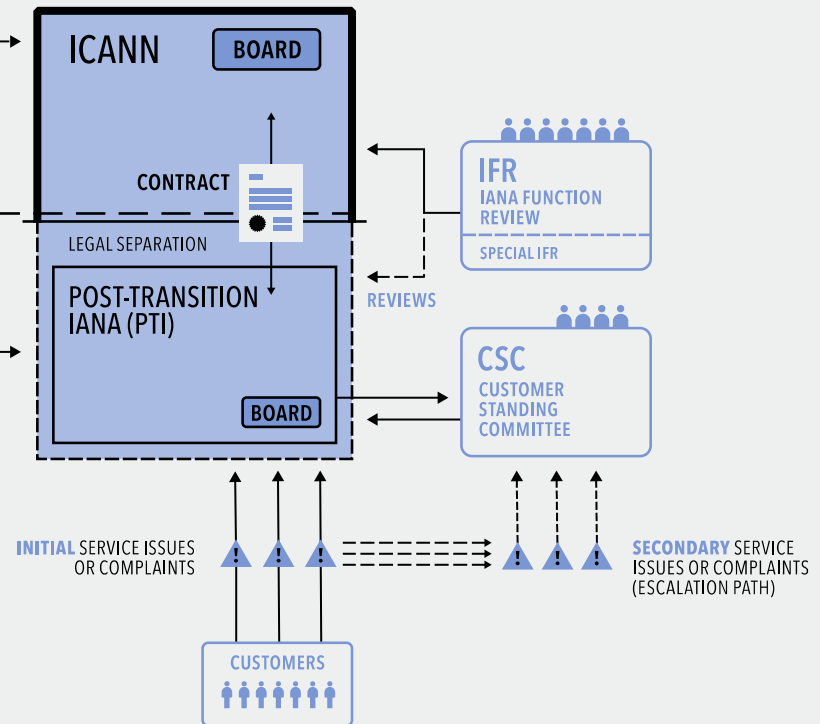 ICANN
BOARD
CONTRACT
LEGAL SEPARATION
POST-TRANSITION
IANA (PTI)
BOARD
IFR
IANA FUNCTION
REVIEW
SPECIAL IFR
REVIEWS
CSC
CUSTOMER
STANDING
COMMITTEE
INITIAL SERVICE ISSUES
OR COMPLAINTS
!
!
!
!
!
!
SECONDARY SERVICE
ISSUES OR COMPLAINTS
(ESCALATION PATH)
CUSTOMERS